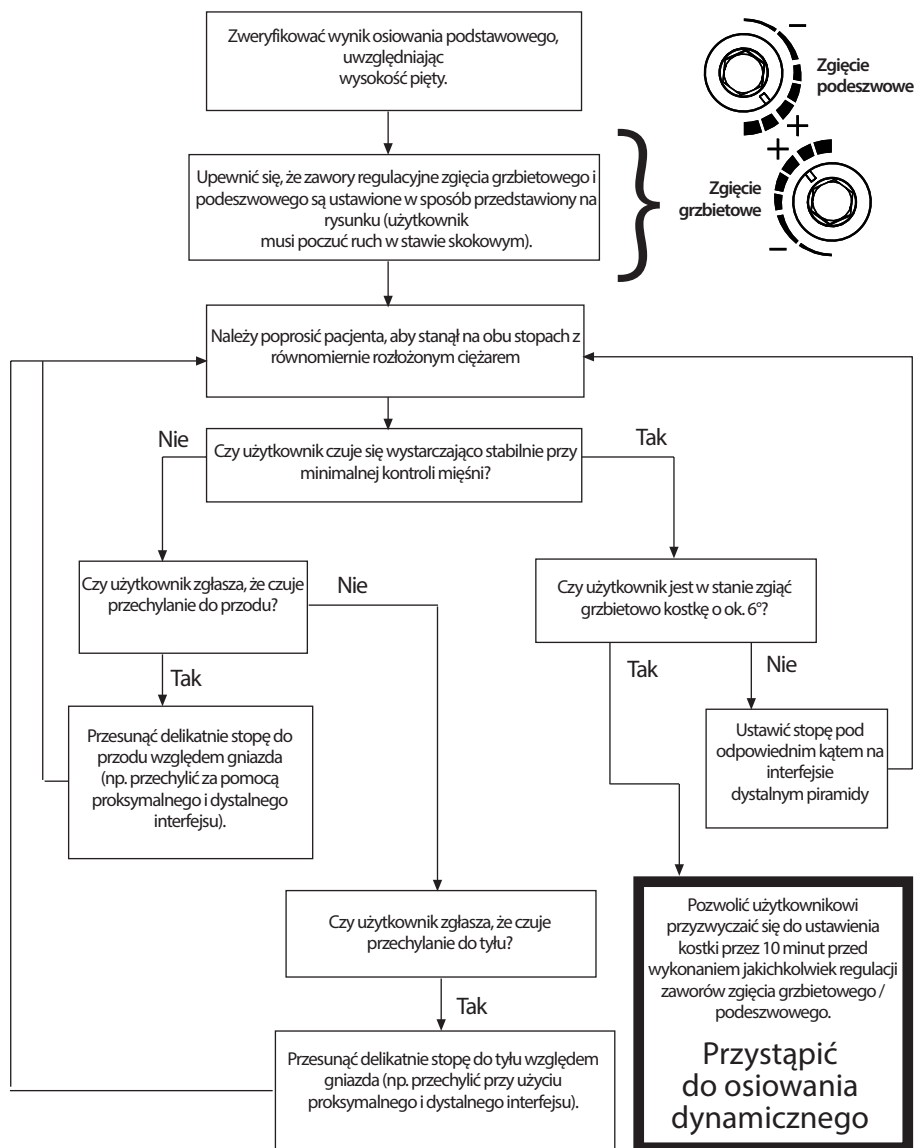 Zweryfikować wynik osiowania podstawowego,
uwzględniając
wysokość pięty.
Zgięcie
podeszwowe
Zgięcie
grzbietowe
Upewnić się, że zawory regulacyjne zgięcia grzbietowego i
podeszwowego są ustawione w sposób przedstawiony na
rysunku (użytkownik
musi poczuć ruch w stawie skokowym).
Należy poprosić pacjenta, aby stanął na obu stopach z
równomiernie rozłożonym ciężarem
Nie
Tak
Czy użytkownik czuje się wystarczająco stabilnie przy
minimalnej kontroli mięśni?
Czy użytkownik zgłasza, że czuje
przechylanie do przodu?
Nie
Czy użytkownik jest w stanie zgiąć
grzbietowo kostkę o ok. 6°?
Tak
Tak
Nie
Przesunąć delikatnie stopę do
przodu względem gniazda
(np. przechylić za pomocą
proksymalnego i dystalnego
interfejsu).
Ustawić stopę pod
odpowiednim kątem na
interfejsie
dystalnym piramidy
Czy użytkownik zgłasza, że czuje
przechylanie do tyłu?
Tak
Przesunąć delikatnie stopę do tyłu względem
gniazda (np. przechylić przy użyciu
proksymalnego i dystalnego interfejsu).
Pozwolić użytkownikowi
przyzwyczaić się do ustawienia
kostki przez 10 minut przed
wykonaniem jakichkolwiek regulacji
zaworów zgięcia grzbietowego /
podeszwowego.
Przystąpić
do osiowania
dynamicznego